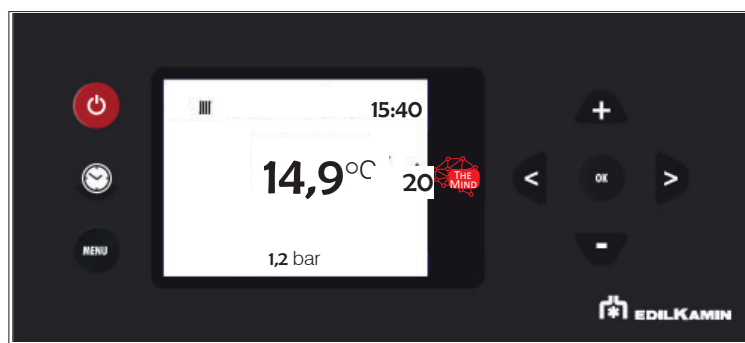 15:40
14,9°C
20
THE
MIND
1,2 bar
MENU
+
<
OK
>
-
EDILKAMIN